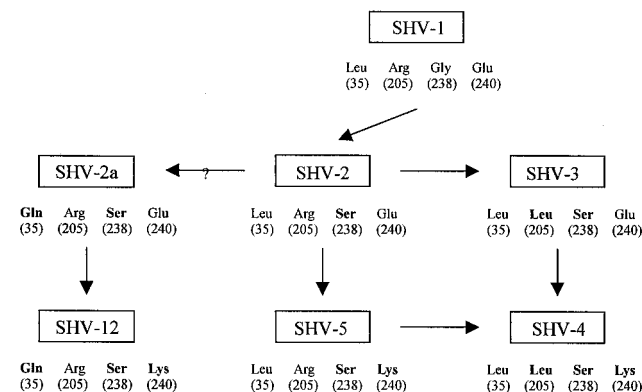 SHV-1
Leu Arg Gly Glu
(35) (205) (238) (240)
SHV-2a ? SHV-2 SHV-3
Gln Arg Ser Glu Leu Arg Ser Glu Leu Leu Ser Glu
(35) (205) (238) (240) (35) (205) (238) (240) (35) (205) (238) (240)
SHV-12 SHV-5 SHV-4
Gln Arg Ser Lys Leu Arg Ser Lys Leu Leu Ser Lys
(35) (205) (238) (240) (35) (205) (238) (240) (35) (205) (238) (240)